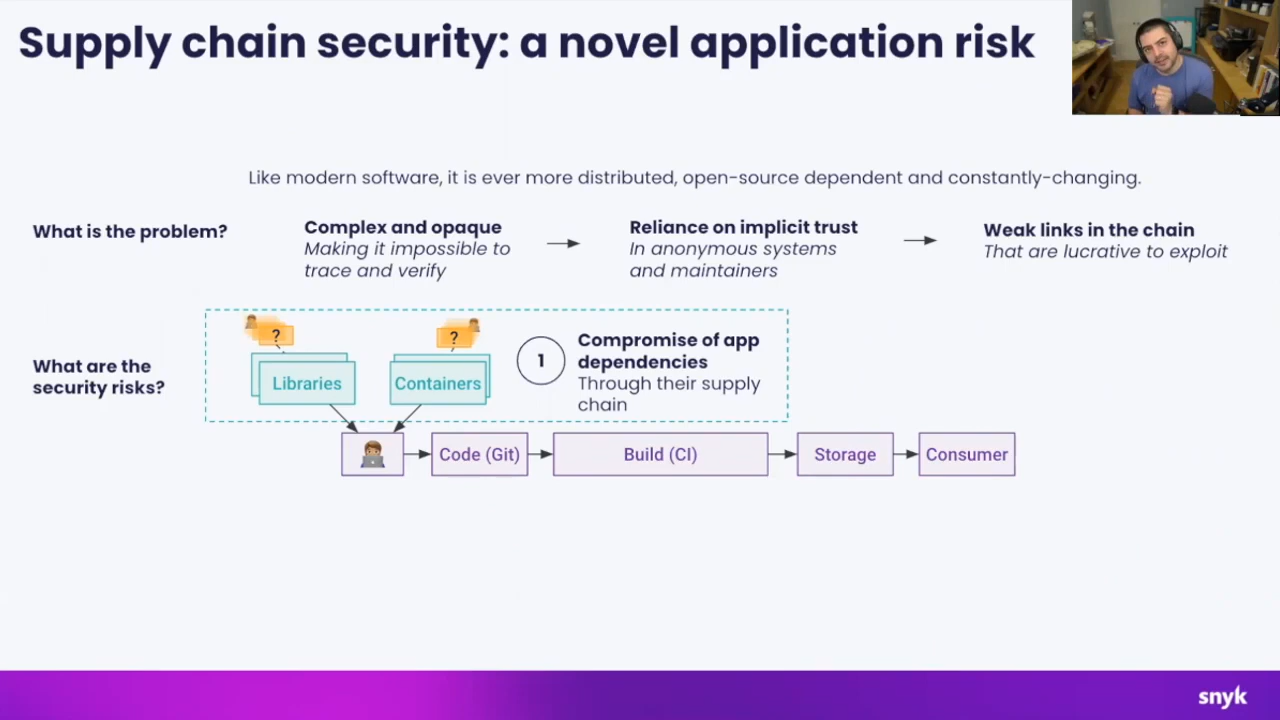 Supply chain security: a novel application risk
Like modern software, it is ever more distributed, open-source dependent and constantly-changing.
What is the problem?
Complex and opaque
Making it impossible to
trace and verify
Reliance on implicit trust
In anonymous systems
and maintainers
Weak links in the chain
That are lucrative to exploit
What are the
security risks?
?
?
Libraries
Containers
1
Compromise of app
dependencies
Through their supply
chain
Code (Git)
Build (CI)
Storage
Consumer
snyk